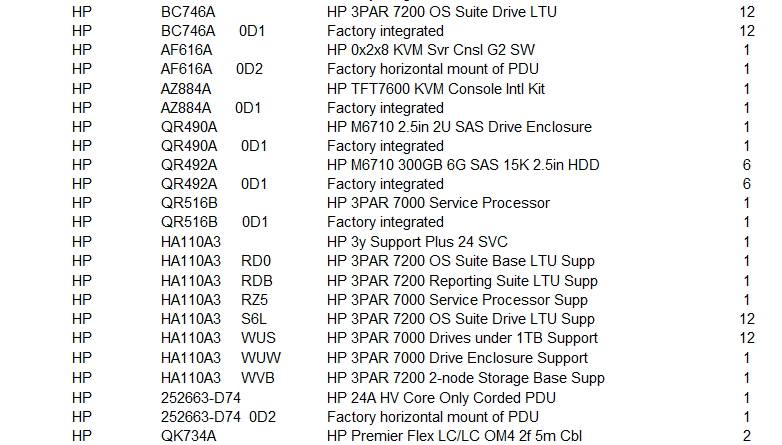 HP BC746A HP 3PAR 7200 OS Suite Drive LTU 12
HP BC746A 0D1 Factory integrated 12
HP AF616A HP 0x2x8 KVM Svr Cnsl G2 SW 1
HP AF616A 0D2 Factory horizontal mount of PDU 1
HP AZ884A HP TFT7600 KVM Console Intl Kit 1
HP AZ884A 0D1 Factory integrated 1
HP QR490A HP M6710 2.5in 2U SAS Drive Enclosure 1
HP QR490A 0D1 Factory integrated 1
HP QR492A HP M6710 300GB 6G SAS 15K 2.5in HDD 6
HP QR492A 0D1 Factory integrated 6
HP QR516B HP 3PAR 7000 Service Processor 1
HP QR516B 0D1 Factory integrated 1
HP HA110A3 HP 3y Support Plus 24 SVC 1
HP HA110A3 RD0 HP 3PAR 7200 OS Suite Base LTU Supp 1
HP HA110A3 RDB HP 3PAR 7200 Reporting Suite LTU Supp 1
HP HA110A3 RZ5 HP 3PAR 7000 Service Processor Supp 1
HP HA110A3 S6L HP 3PAR 7200 OS Suite Drive LTU Supp 12
HP HA110A3 WUS HP 3PAR 7000 Drives under 1TB Support 12
HP HA110A3 WUW HP 3PAR 7000 Drive Enclosure Support 1
HP HA110A3 WVB HP 3PAR 7200 2-node Storage Base Supp 1
HP 252663-D74 HP 24A HV Core Only Corded PDU 1
HP 252663-D74 0D2 Factory horizontal mount of PDU 1
HP QK734A HP Premier Flex LC/LC OM4 2f 5m Cbl 2